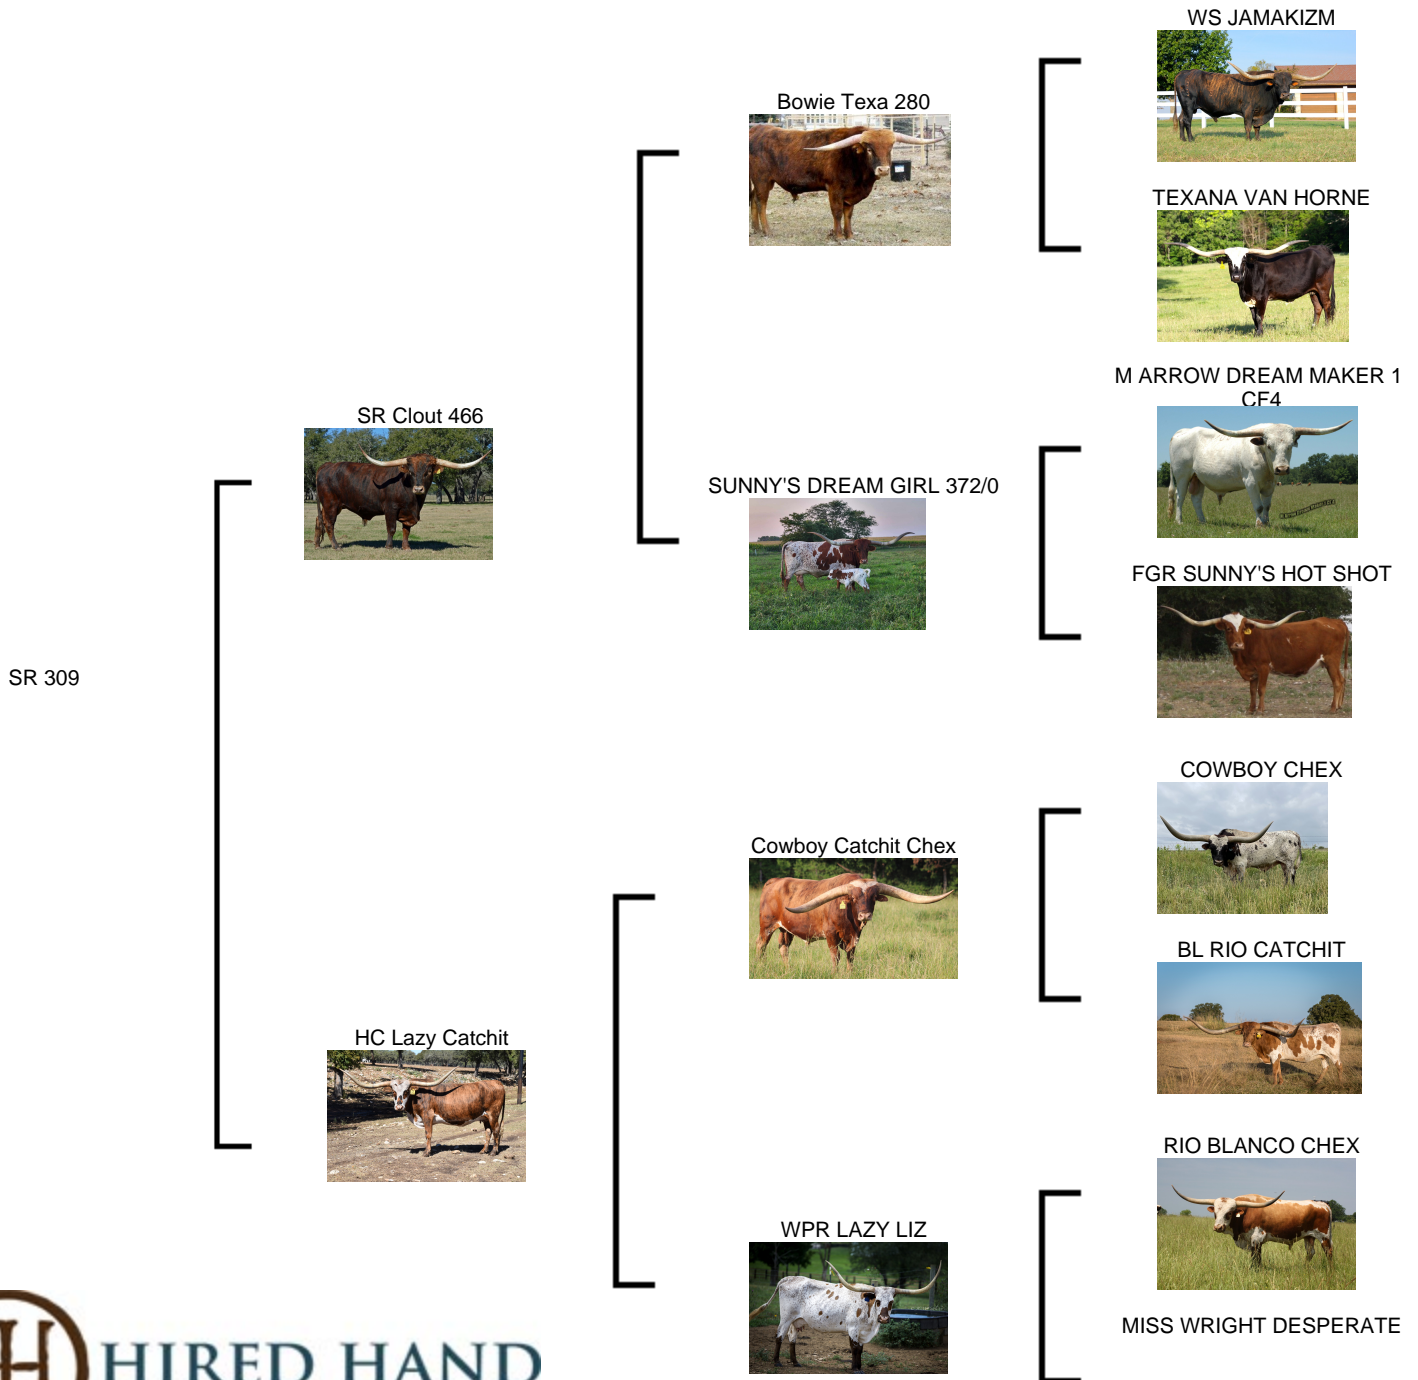 WS JAMAKIZM
Bowie Texa 280
TEXANA VAN HORNE
M ARROW DREAM MAKER 1
CF4
SR Clout 466
SUNNY'S DREAM GIRL 372/0
FGR SUNNY'S HOT SHOT
SR 309
COWBOY CHEX
Cowboy Catchit Chex
BL RIO CATCHIT
HC Lazy Catchit
RIO BLANCO CHEX
WPR LAZY LIZ
MISS WRIGHT DESPERATE
H HIRED HAND